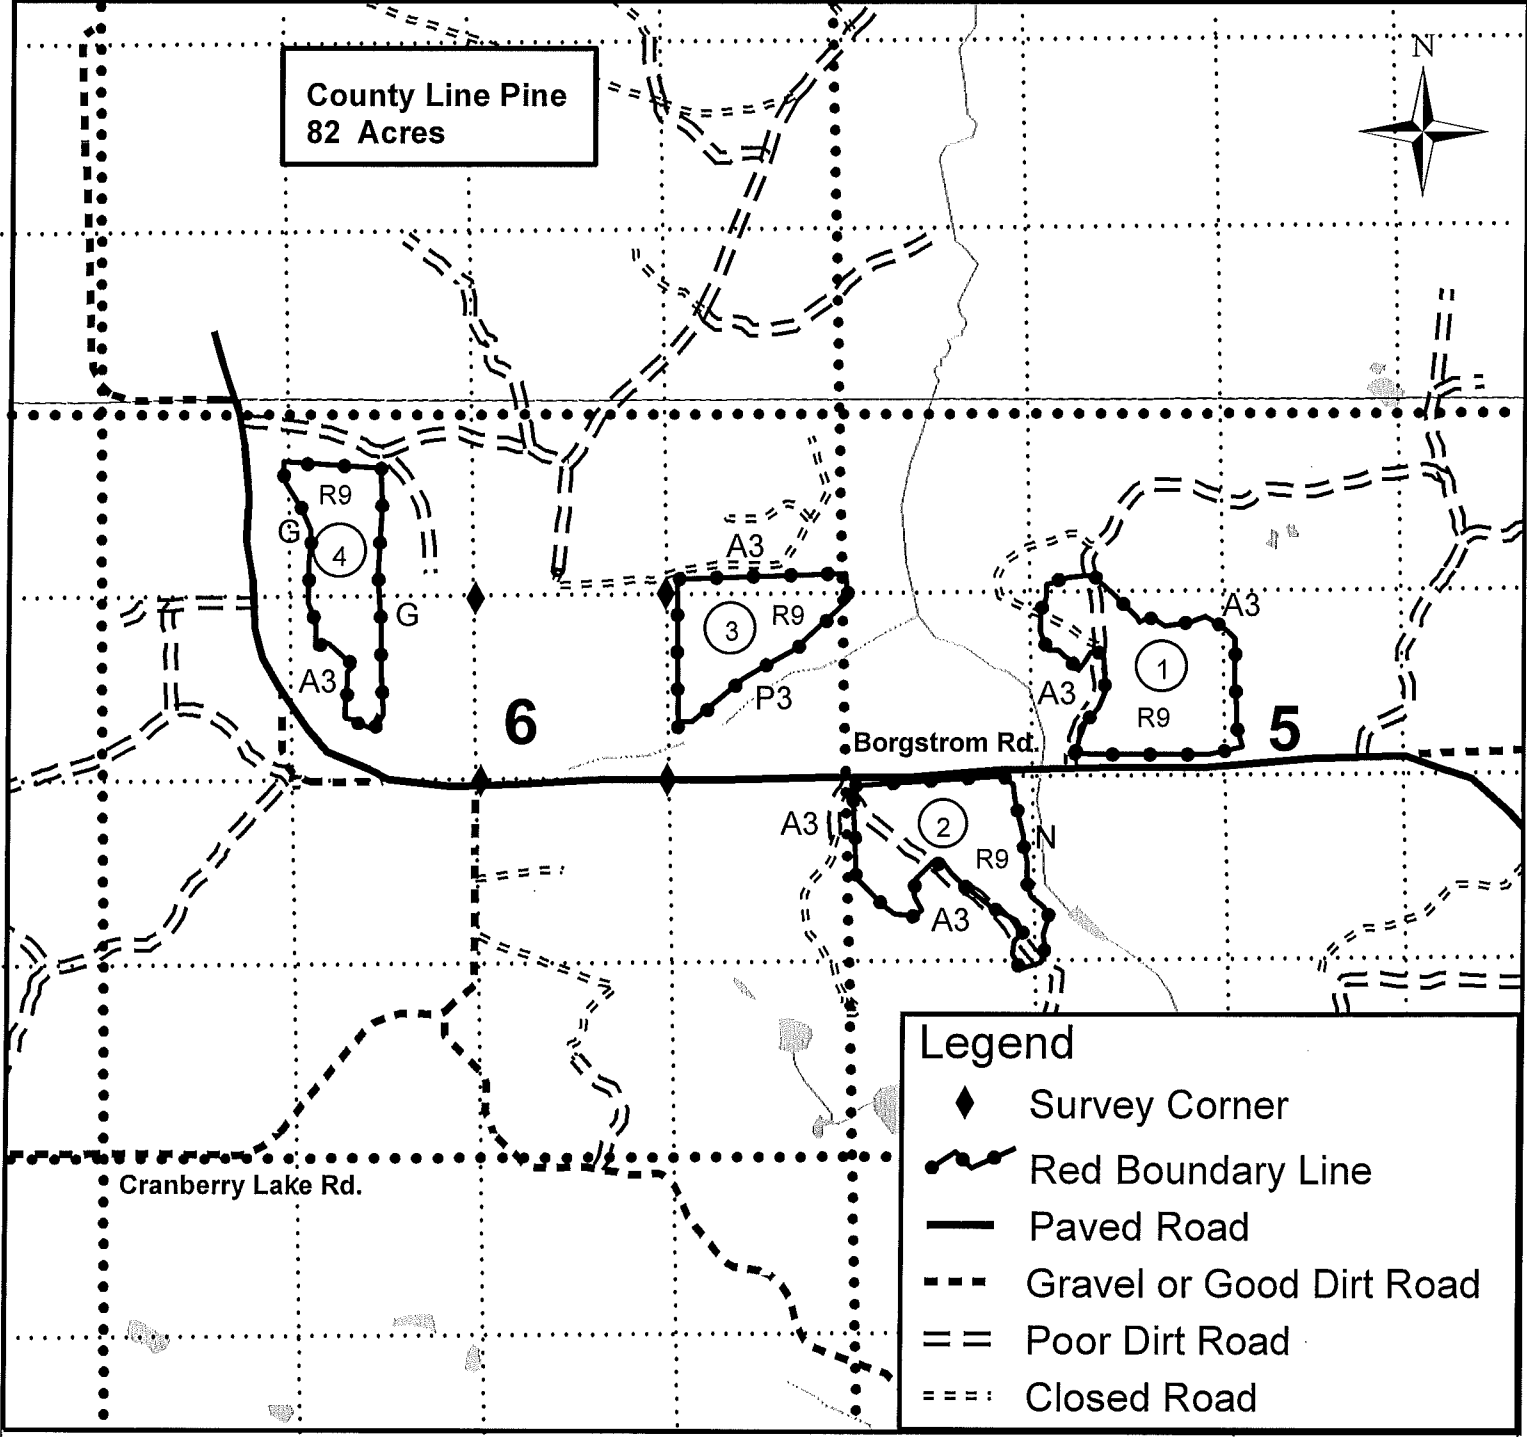 N
County Line Pine
82 Acres
R9
G
4
A3
G
A3
3
R9
A3
1
A3
A3
P3
R9
6
5
Borgstrom Rd.
A3
2
N
R9
A3
Legend
Survey Corner
Red Boundary Line
Paved Road
Gravel or Good Dirt Road
Poor Dirt Road
Closed Road
Cranberry Lake Rd.